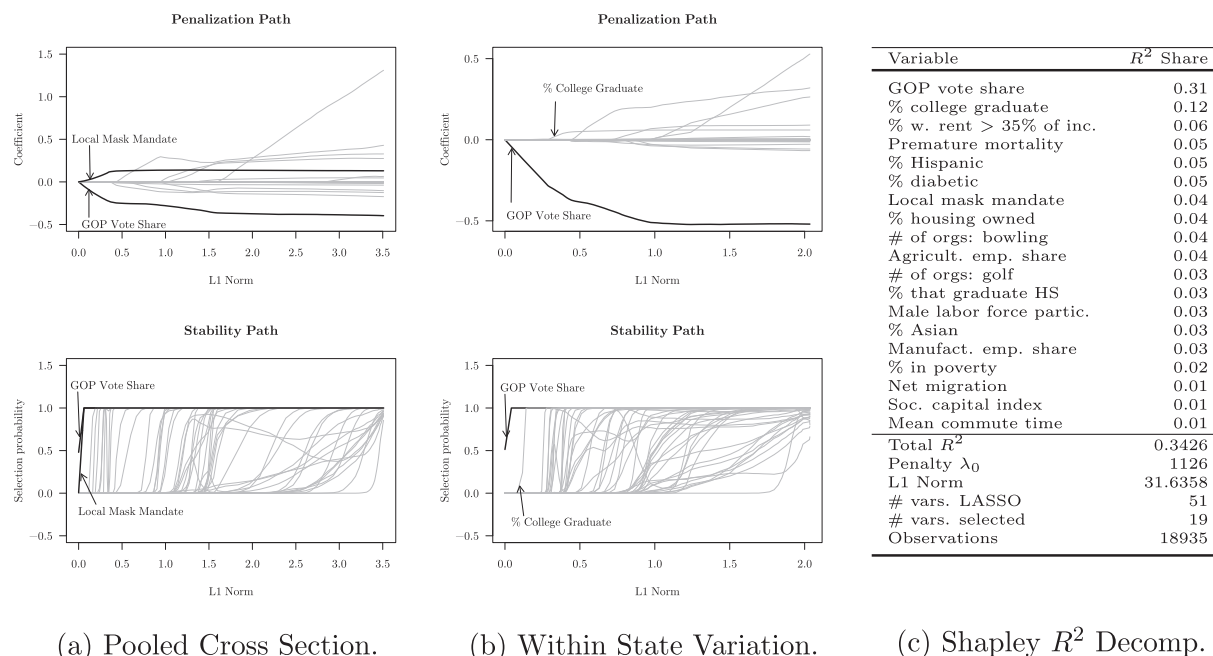 Penalization Path
1.5
1.0
0.5
0.0
−0.5
Coefficient
Local Mask Mandate
GOP Vote Share
0.0 0.5 1.0 1.5 2.0 2.5 3.0 3.5
L1 Norm
Stability Path
1.5
1.0
0.5
0.0
−0.5
Selection probability
GOP Vote Share
Local Mask Mandate
0.0 0.5 1.0 1.5 2.0 2.5 3.0 3.5
L1 Norm
(a) Pooled Cross Section.
Penalization Path
0.5
0.0
−0.5
Coefficient
% College Graduate
GOP Vote Share
0.0 0.5 1.0 1.5 2.0
L1 Norm
Stability Path
1.5
1.0
0.5
0.0
−0.5
Selection probability
GOP Vote Share
% College Graduate
0.0 0.5 1.0 1.5 2.0
L1 Norm
(b) Within State Variation.
Variable R² Share
GOP vote share 0.31
% college graduate 0.12
% w. rent > 35% of inc. 0.06
Premature mortality 0.05
% Hispanic 0.05
% diabetic 0.05
Local mask mandate 0.04
% housing owned 0.04
# of orgs: bowling 0.04
Agricult. emp. share 0.04
# of orgs: golf 0.03
% that graduate HS 0.03
Male labor force partic. 0.03
% Asian 0.03
Manufact. emp. share 0.03
% in poverty 0.02
Net migration 0.01
Soc. capital index 0.01
Mean commute time 0.01
Total R² 0.3426
Penalty λ₀ 1126
L1 Norm 31.6358
# vars. LASSO 51
# vars. selected 19
Observations 18935
(c) Shapley R² Decomp.